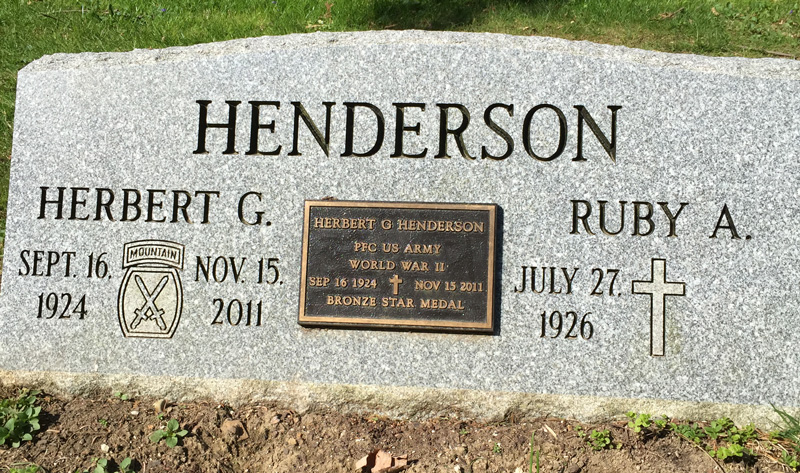 HENDERSON
HERBERT G.
SEPT. 16,
1924
MOUNTAIN
NOV. 15,
2011
HERBERT G HENDERSON
PFC US ARMY
WORLD WAR II
SEP 16 1924 NOV 15 2011
BRONZE STAR MEDAL
RUBY A.
JULY 27,
1926